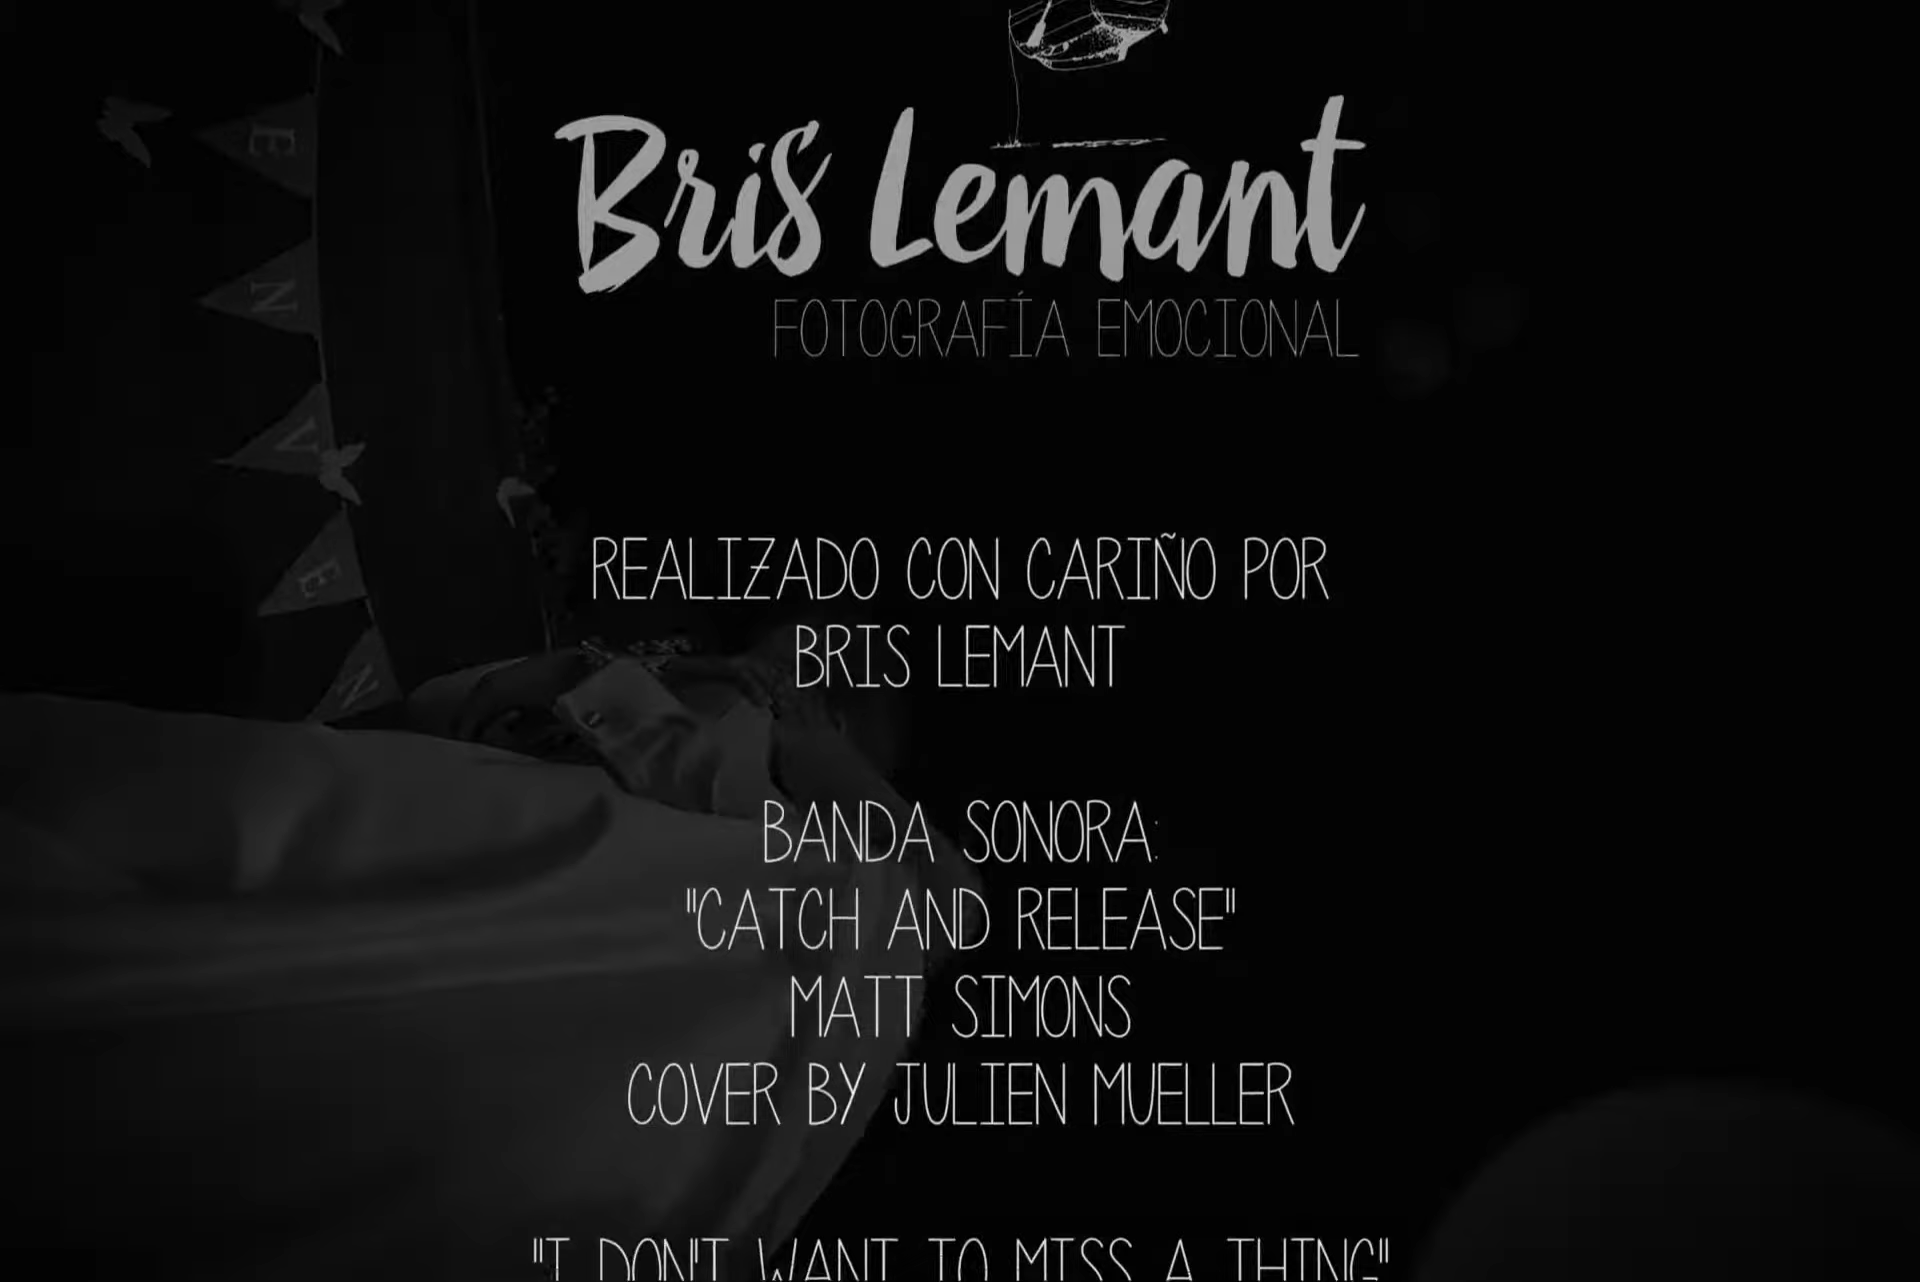 Bris Lemant
FOTOGRAFÍA EMOCIONAL
REALIZADO CON CARIÑO POR
BRIS LEMANT
BANDA SONORA:
"CATCH AND RELEASE"
MATT SIMONS
COVER BY JULIEN MUELLER
"I DON'T WANT TO MISS A THING"
E
N
V
E
N